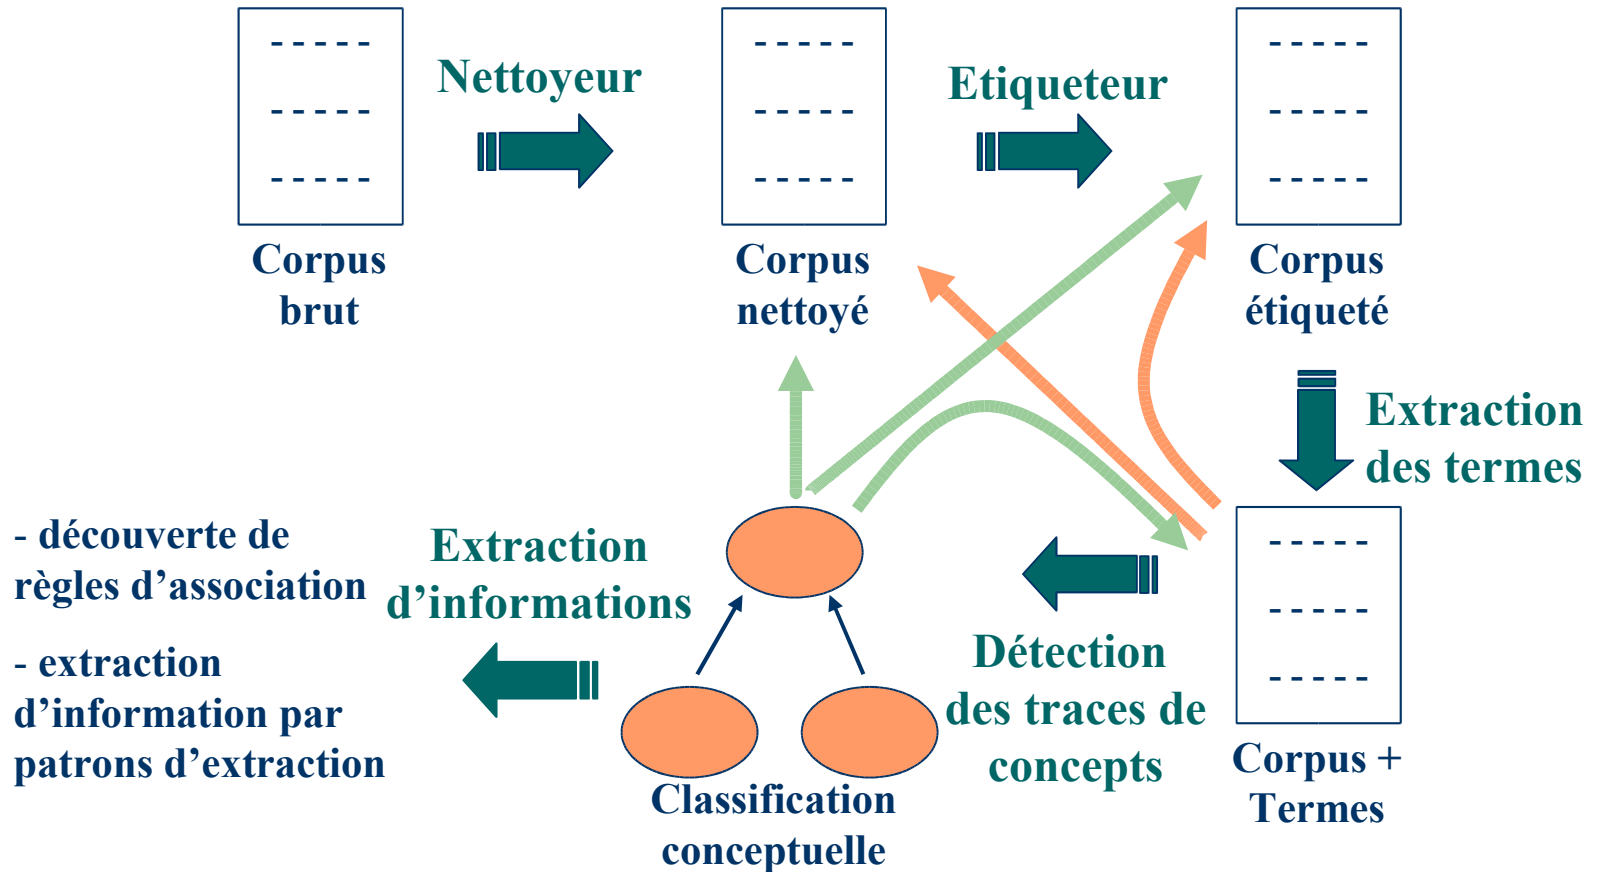 Nettoyeur
Etiqueteur
Corpus
brut
Corpus
nettoyé
Corpus
étiqueté
Extraction
des termes
- découverte de
règles d’association
- extraction
d’information par
patrons d’extraction
Extraction
d’informations
Détection
des traces de
concepts
Corpus +
Termes
Classification
conceptuelle